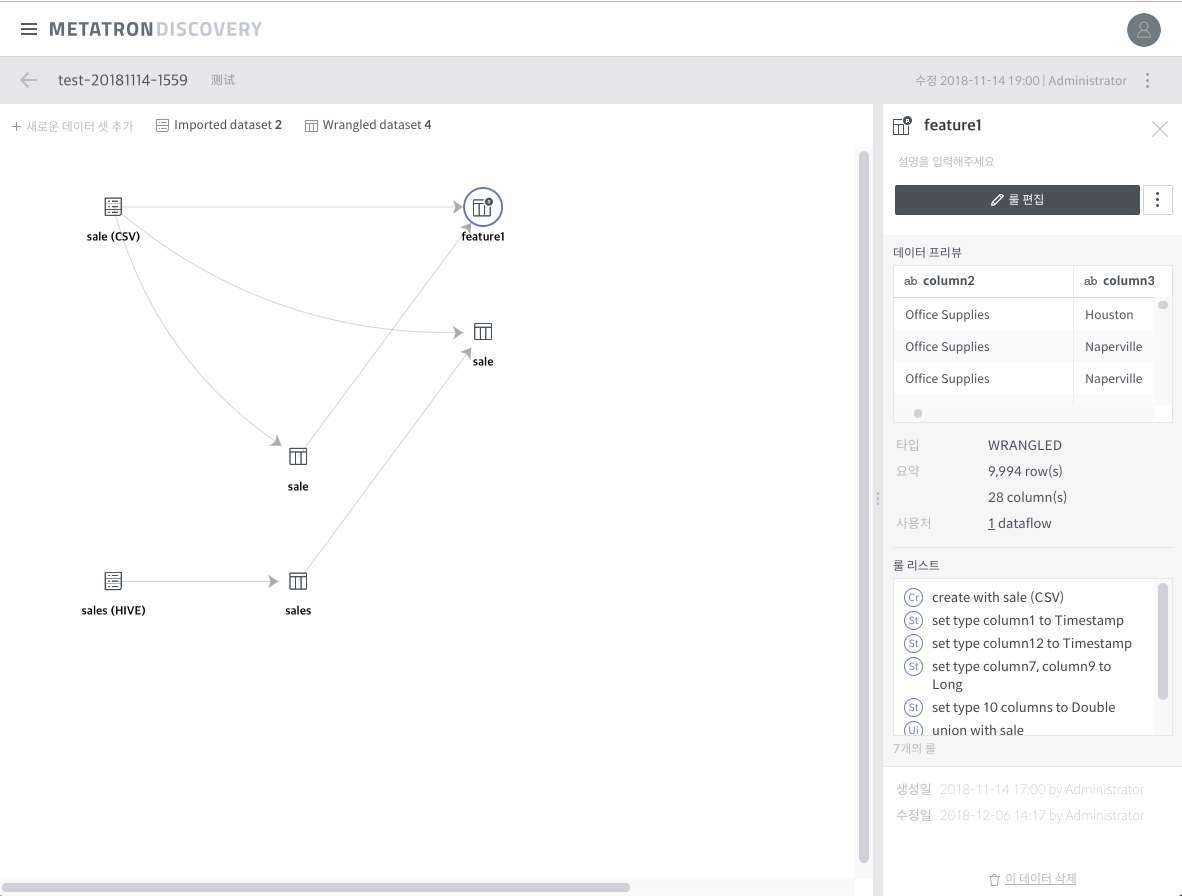 METATRON DISCOVERY
test-20181114-1559 测试
수정 2018-11-14 19:00 | Administrator
새로운 데이터 셋 추가
Imported dataset 2
Wrangled dataset 4
sale (CSV)
feature1
sale
sale
sales (HIVE)
sales
feature1
설명을 입력해주세요
룰 편집
데이터 프리뷰
ab column2 ab column3
Office Supplies Houston
Office Supplies Naperville
Office Supplies Naperville
타입 WRANGLED
요약 9,994 row(s)
28 column(s)
사용처 1 dataflow
룰 리스트
Cr create with sale (CSV)
St set type column1 to Timestamp
St set type column12 to Timestamp
St set type column7, column9 to
Long
St set type 10 columns to Double
Ui union with sale
7개의 룰
생성일 2018-11-14 17:00 by Administrator
수정일 2018-12-06 14:17 by Administrator
이 데이터 삭제